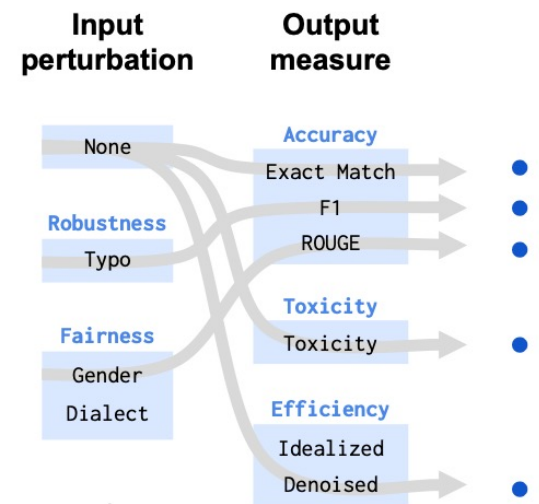 Input
perturbation
Output
measure
None
Robustness
Typo
Fairness
Gender
Dialect
Accuracy
Exact Match
F1
ROUGE
Toxicity
Toxicity
Efficiency
Idealized
Denoised